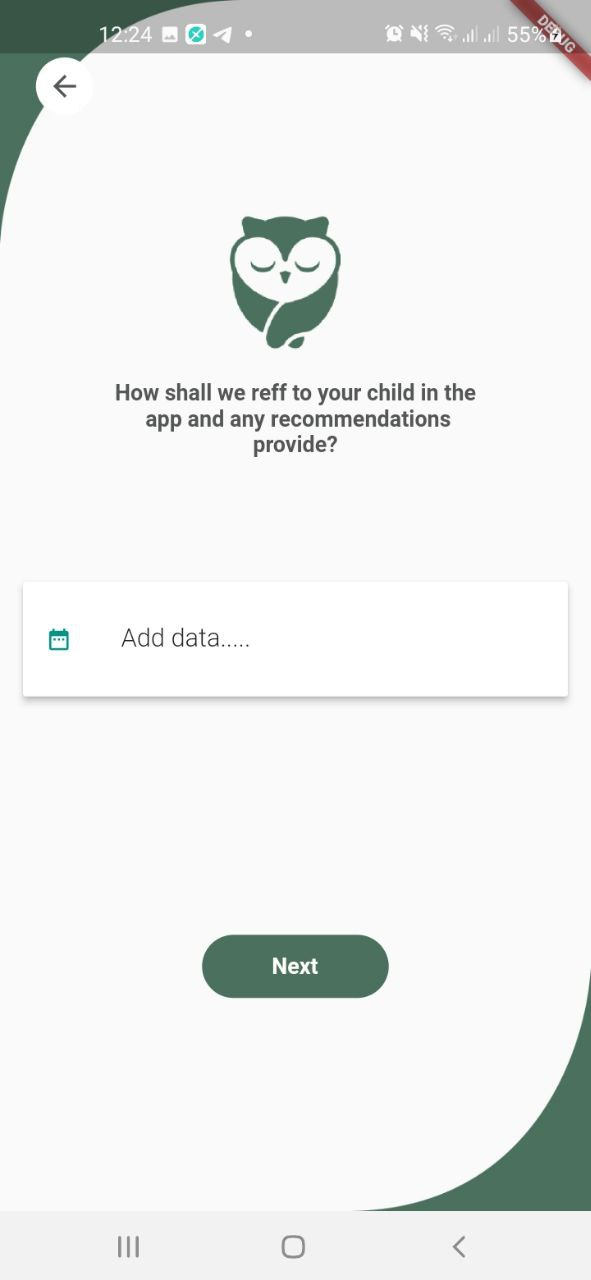 12:24
55%
DEBUG
How shall we reff to your child in the
app and any recommendations
provide?
Add data.....
Next